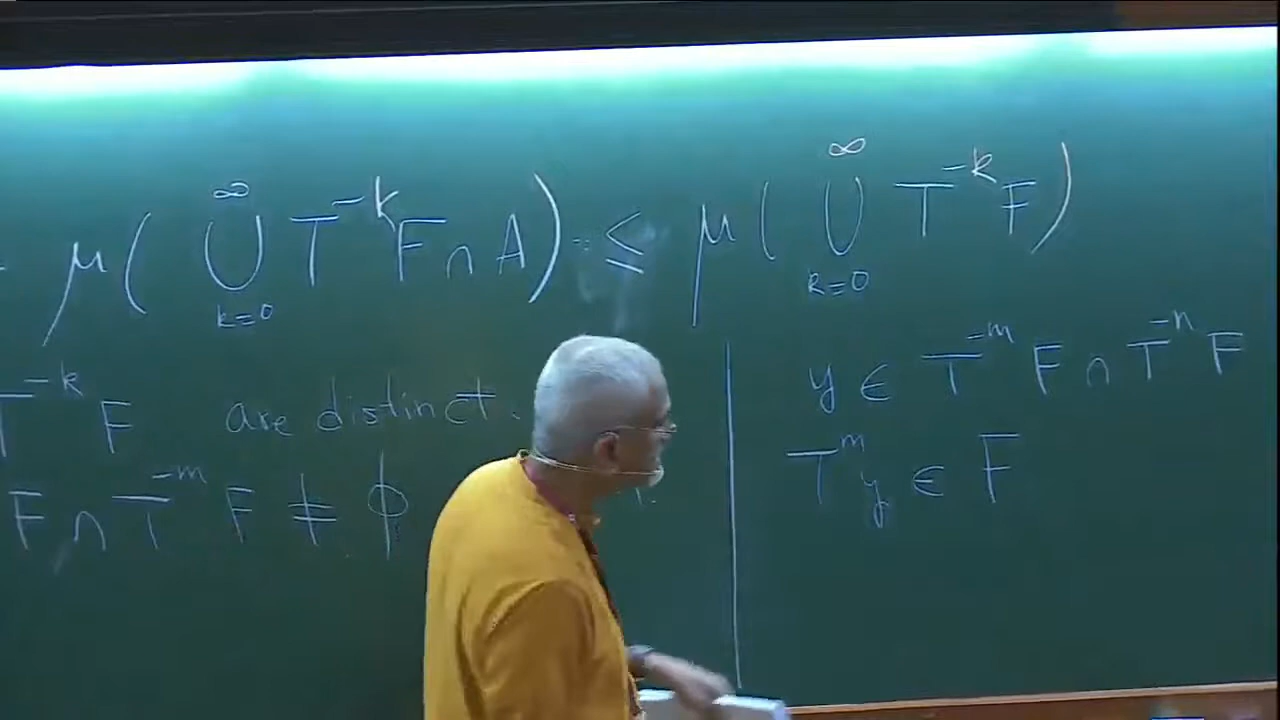 μ( ∞ ⋃ k=0 T^{-k} F ∩ A ) ≤ μ( ∞ ⋃ k=0 T^{-k} F )
T^{-k} F are distinct.
F ∩ T^{-m} F ≠ ϕ
y ∈ T^{-m} F ∩ T^{-n} F
T^m y ∈ F